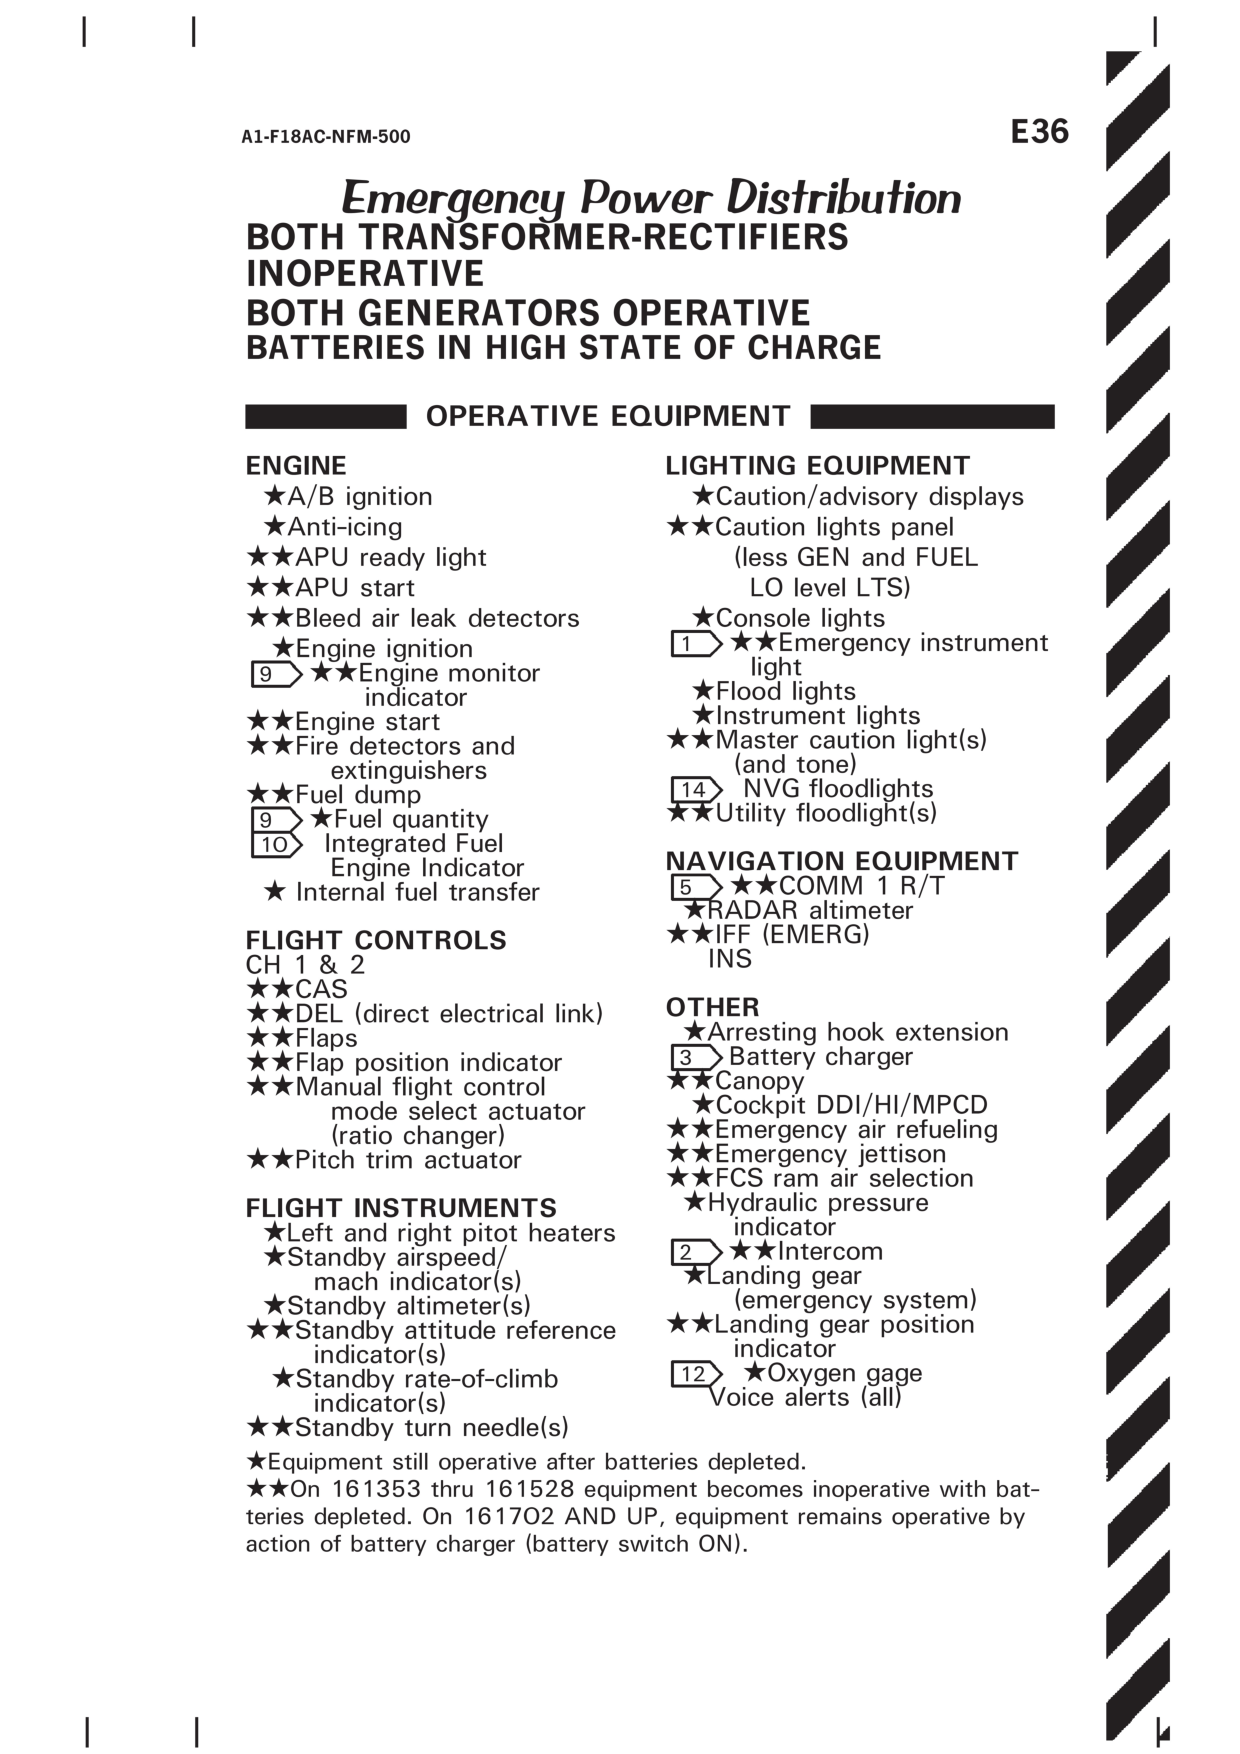 A1-F18AC-NFM-500
E36
Emergency Power Distribution
BOTH TRANSFORMER-RECTIFIERS
INOPERATIVE
BOTH GENERATORS OPERATIVE
BATTERIES IN HIGH STATE OF CHARGE
OPERATIVE EQUIPMENT
ENGINE
★A/B ignition
★Anti-icing
★★APU ready light
★★APU start
★★Bleed air leak detectors
★Engine ignition
9 ★★Engine monitor
indicator
★★Engine start
★★Fire detectors and
extinguishers
★★Fuel dump
9 ★Fuel quantity
10 Integrated Fuel
Engine Indicator
★ Internal fuel transfer
FLIGHT CONTROLS
CH 1 & 2
★★CAS
★★DEL (direct electrical link)
★★Flaps
★★Flap position indicator
★★Manual flight control
mode select actuator
(ratio changer)
★★Pitch trim actuator
FLIGHT INSTRUMENTS
★Left and right pitot heaters
★Standby airspeed/
mach indicator(s)
★Standby altimeter(s)
★★Standby attitude reference
indicator(s)
★Standby rate-of-climb
indicator(s)
★★Standby turn needle(s)
LIGHTING EQUIPMENT
★Caution/advisory displays
★★Caution lights panel
(less GEN and FUEL
LO level LTS)
★Console lights
1 ★★Emergency instrument
light
★Flood lights
★Instrument lights
★★Master caution light(s)
(and tone)
14 NVG floodlights
★★Utility floodlight(s)
NAVIGATION EQUIPMENT
5 ★★COMM 1 R/T
★RADAR altimeter
★★IFF (EMERG)
INS
OTHER
★Arresting hook extension
3 Battery charger
★★Canopy
★Cockpit DDI/HI/MPCD
★★Emergency air refueling
★★Emergency jettison
★★FCS ram air selection
★Hydraulic pressure
indicator
2 ★★Intercom
★Landing gear
(emergency system)
★★Landing gear position
indicator
12 ★Oxygen gage
Voice alerts (all)
★Equipment still operative after batteries depleted.
★★On 161353 thru 161528 equipment becomes inoperative with bat-
teries depleted. On 1617O2 AND UP, equipment remains operative by
action of battery charger (battery switch ON).